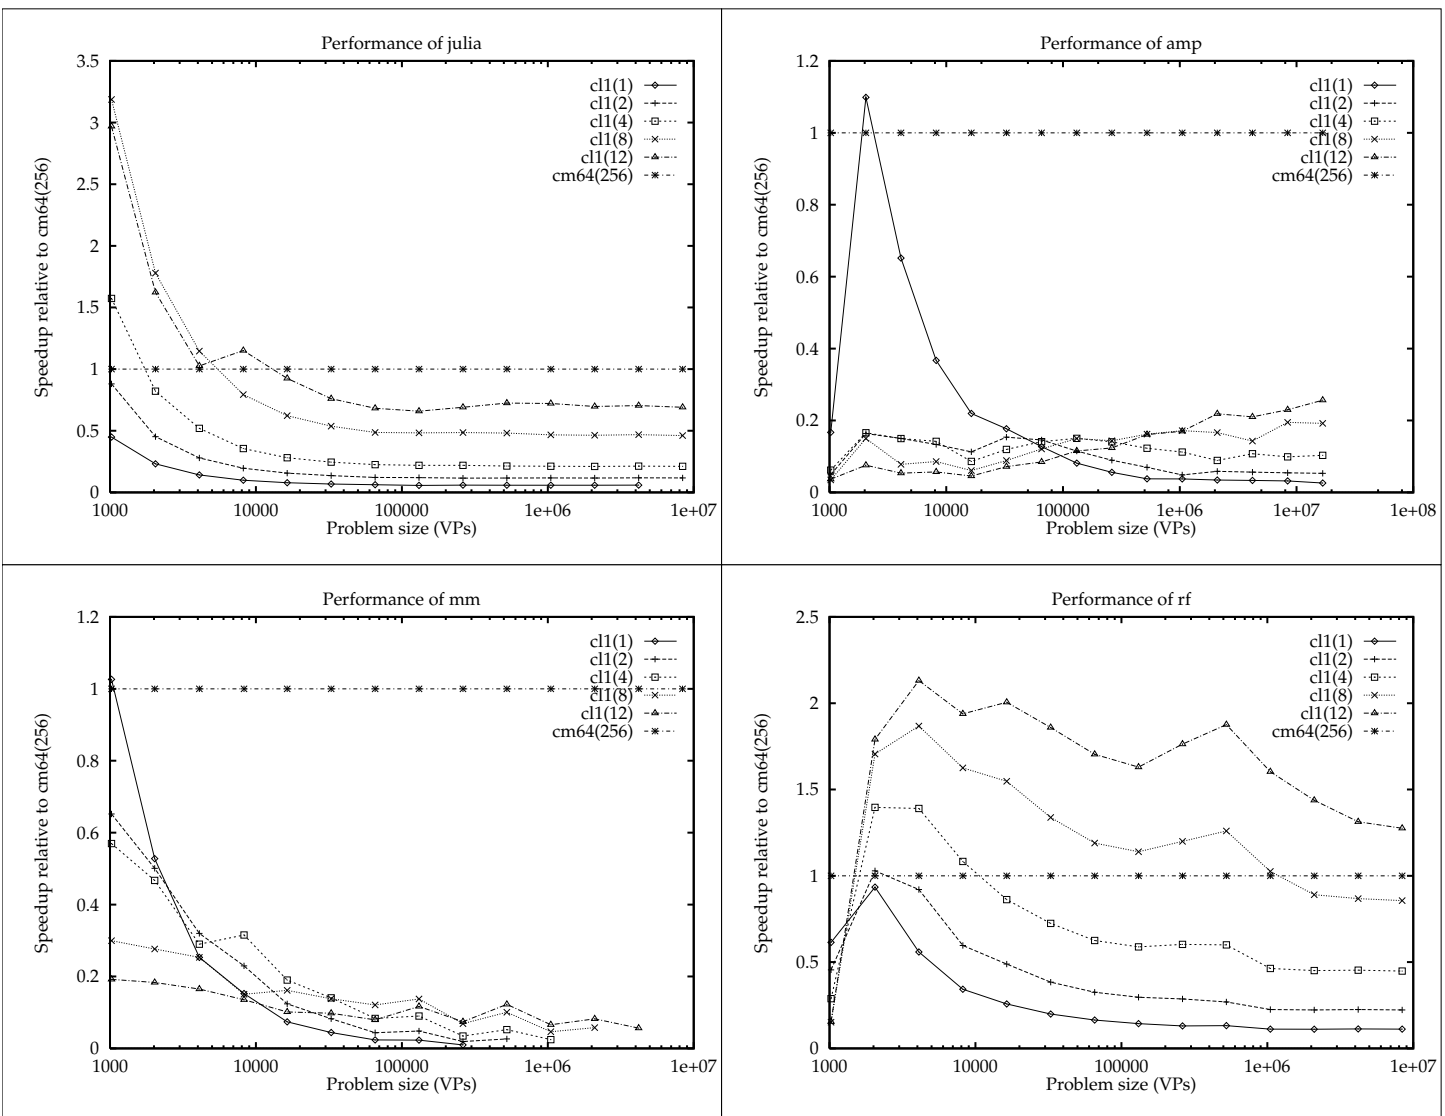 Performance of julia
3.5
3
2.5
2
1.5
1
0.5
0
1000
10000
100000
1e+06
1e+07
Speedup relative to cm64(256)
Problem size (VPs)
cl1(1)
cl1(2)
cl1(4)
cl1(8)
cl1(12)
cm64(256)
Performance of amp
1.2
1
0.8
0.6
0.4
0.2
0
1000
10000
100000
1e+06
1e+07
1e+08
Speedup relative to cm64(256)
Problem size (VPs)
cl1(1)
cl1(2)
cl1(4)
cl1(8)
cl1(12)
cm64(256)
Performance of mm
1.2
1
0.8
0.6
0.4
0.2
0
1000
10000
100000
1e+06
1e+07
Speedup relative to cm64(256)
Problem size (VPs)
cl1(1)
cl1(2)
cl1(4)
cl1(8)
cl1(12)
cm64(256)
Performance of rf
2.5
2
1.5
1
0.5
0
1000
10000
100000
1e+06
1e+07
Speedup relative to cm64(256)
Problem size (VPs)
cl1(1)
cl1(2)
cl1(4)
cl1(8)
cl1(12)
cm64(256)